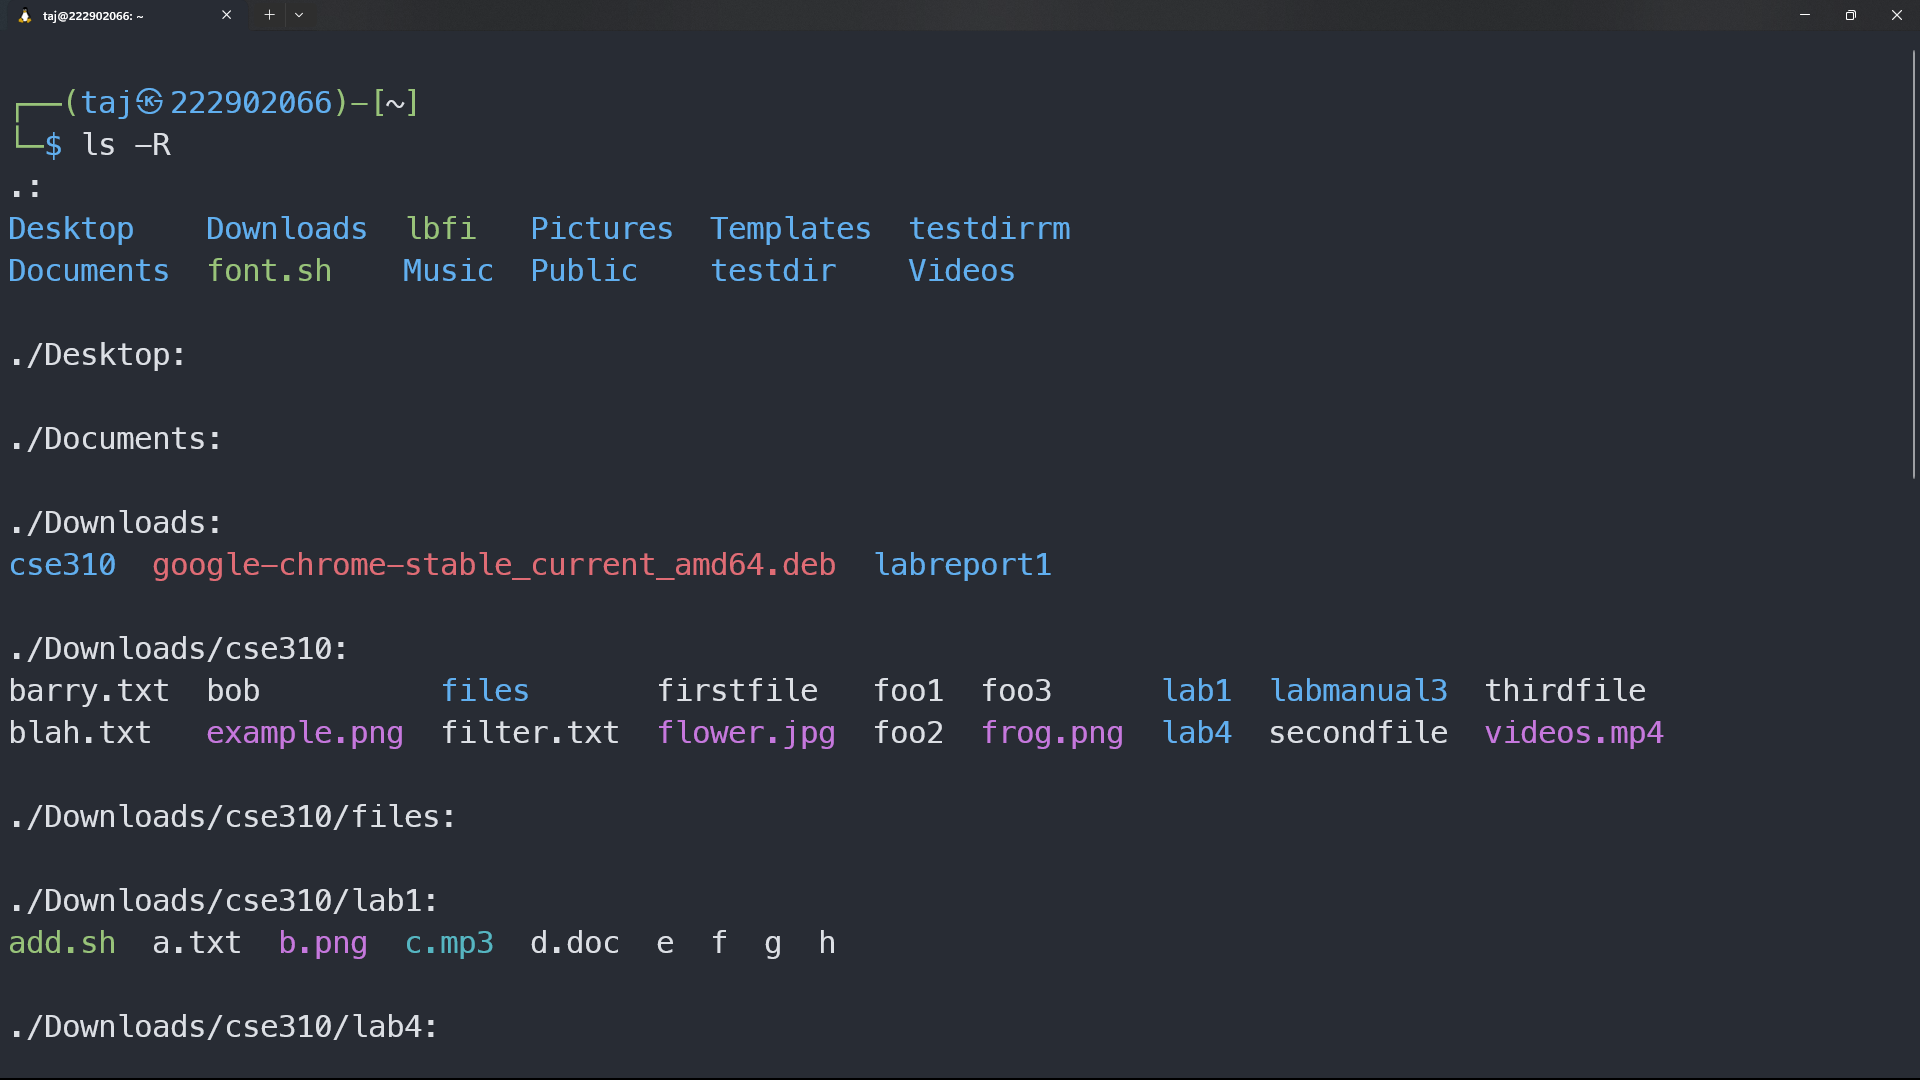 taj@222902066: ~
┌──(taj㉿222902066)-[~]
└─$ ls -R
.:
Desktop    Downloads  lbfi   Pictures  Templates  testdirrm
Documents  font.sh    Music  Public    testdir    Videos
./Desktop:
./Documents:
./Downloads:
cse310  google-chrome-stable_current_amd64.deb  labreport1
./Downloads/cse310:
barry.txt  bob          files       firstfile   foo1  foo3      lab1  labmanual3  thirdfile
blah.txt   example.png  filter.txt  flower.jpg  foo2  frog.png  lab4  secondfile  videos.mp4
./Downloads/cse310/files:
./Downloads/cse310/lab1:
add.sh  a.txt  b.png  c.mp3  d.doc  e  f  g  h
./Downloads/cse310/lab4: